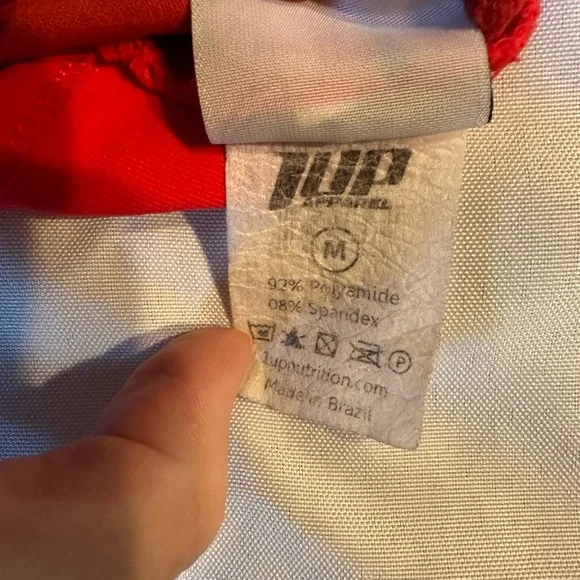 1UP
APPAREL
M
92% Polyamide
08% Spandex
P
1upnutrition.com
Made in Brazil